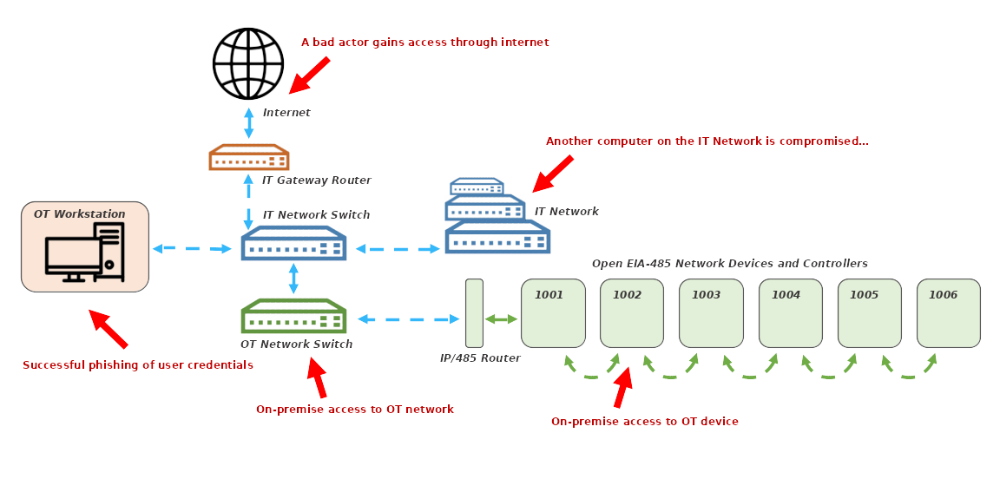 A bad actor gains access through internet
Internet
Another computer on the IT Network is compromised...
IT Gateway Router
IT Network Switch
IT Network
OT Workstation
Open EIA-485 Network Devices and Controllers
1001
1002
1003
1004
1005
1006
OT Network Switch
IP/485 Router
Successful phishing of user credentials
On-premise access to OT network
On-premise access to OT device